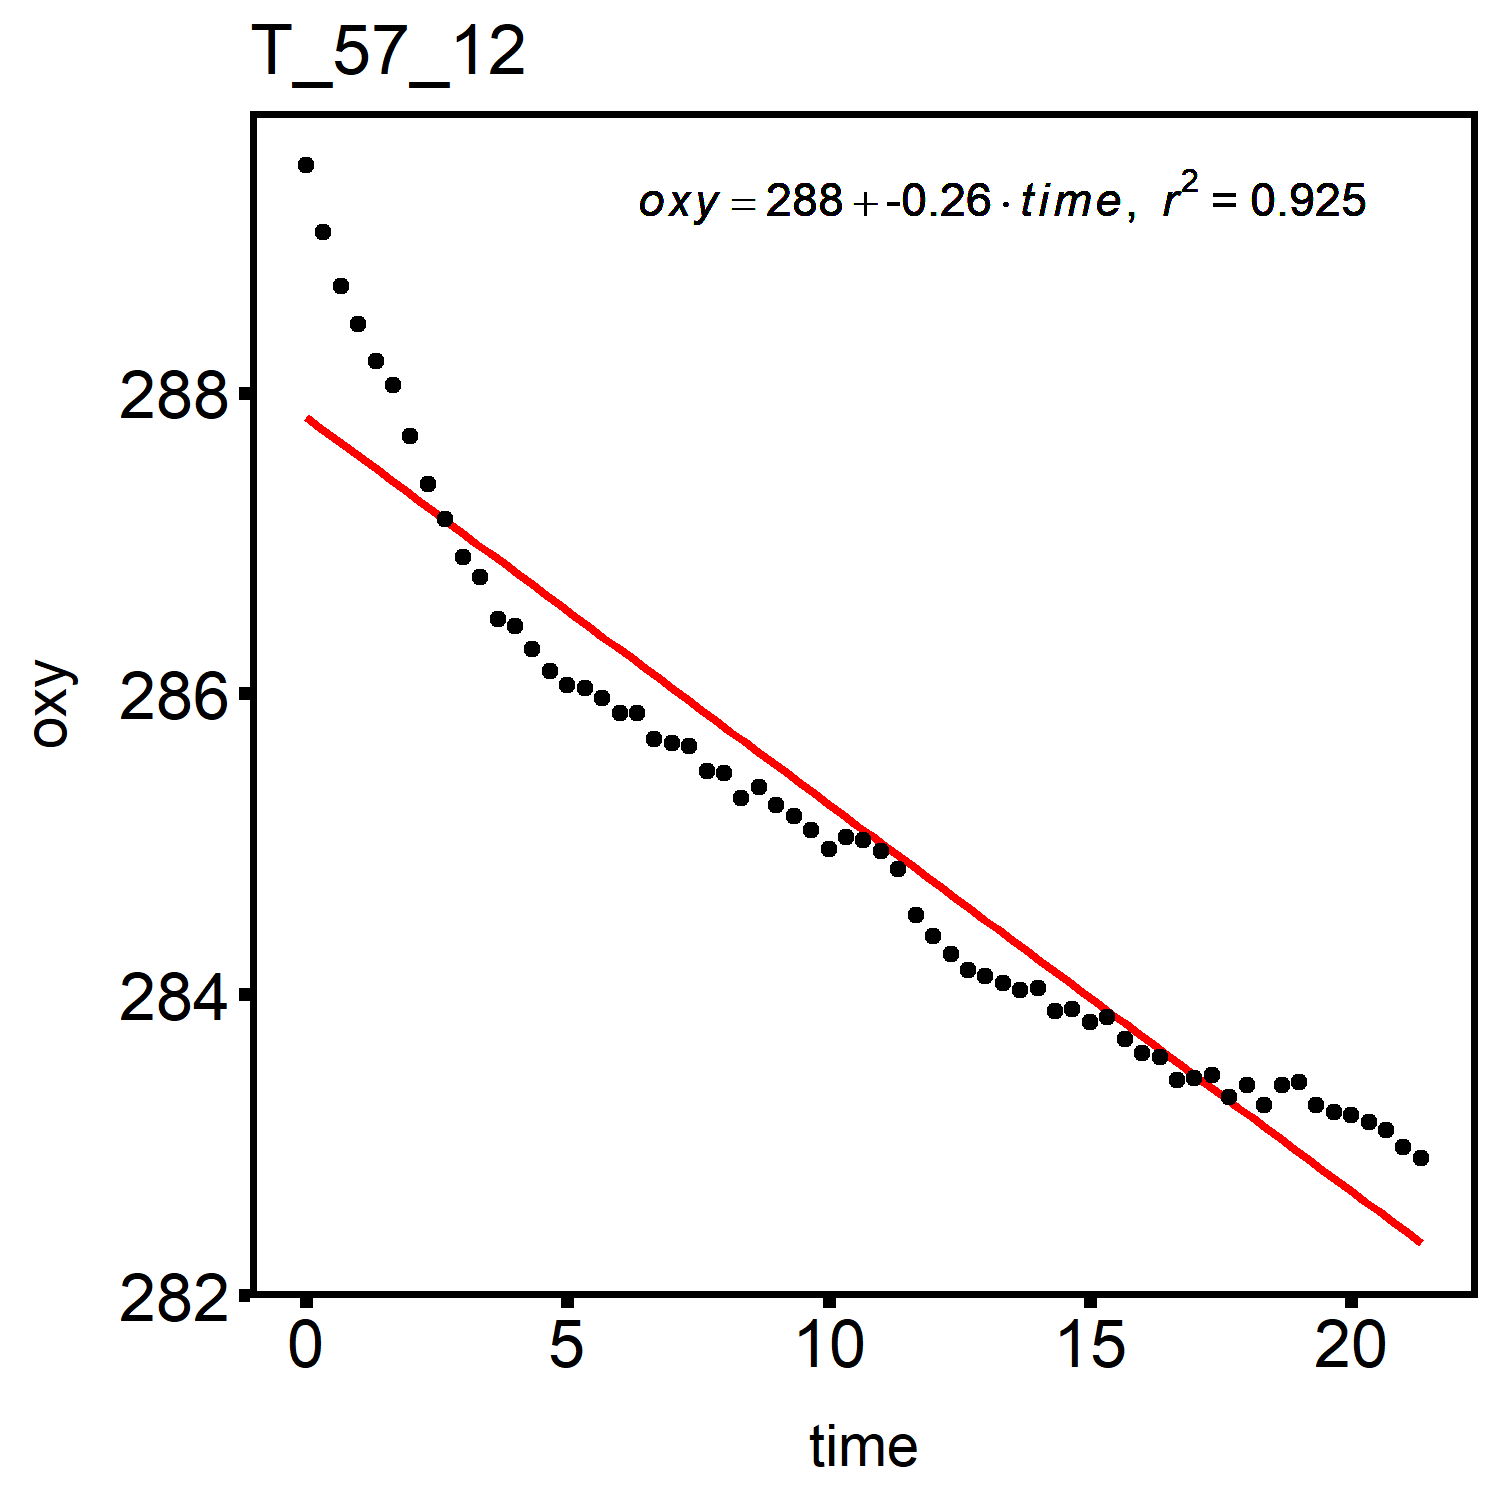 T_57_12
oxy = 288 + -0.26 · time, r² = 0.925
288
286
284
282
oxy
0 5 10 15 20
time